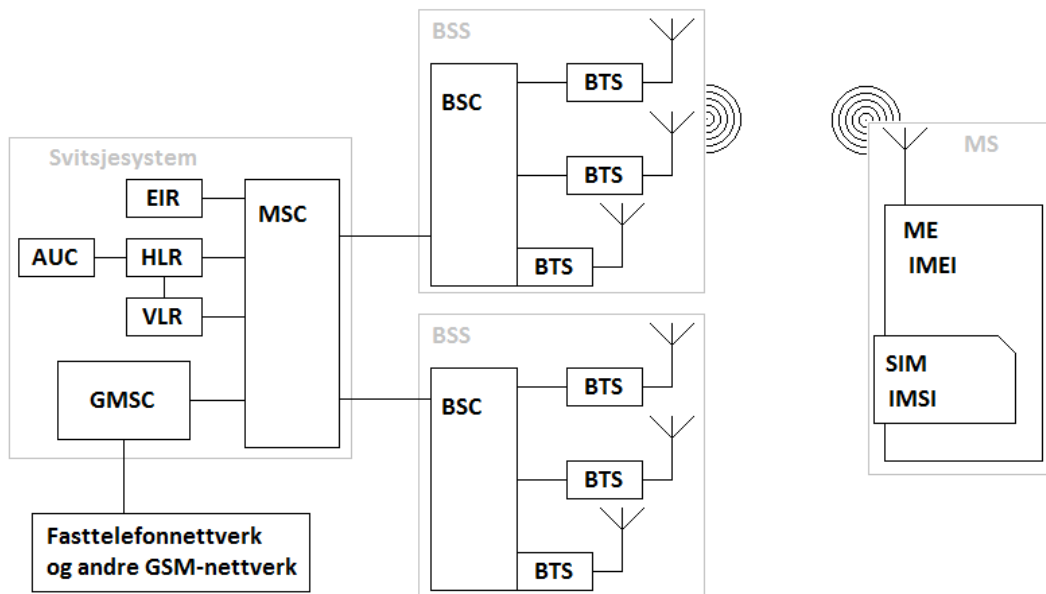 Svitsjesystem
EIR
AUC
HLR
VLR
MSC
GMSC
Fasttelefonnettverk
og andre GSM-nettverk
BSS
BSC
BTS
BTS
BTS
BSS
BSC
BTS
BTS
BTS
MS
ME
IMEI
SIM
IMSI